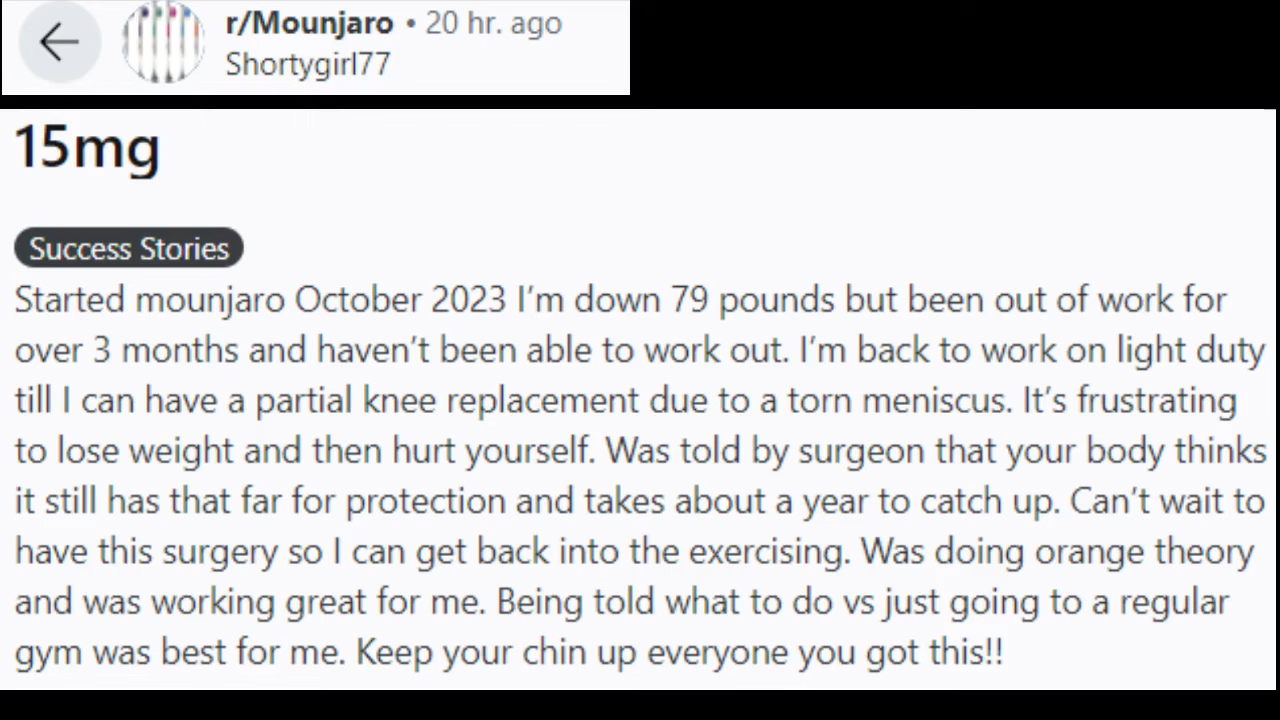 r/Mounjaro • 20 hr. ago
Shortygirl77
15mg
Success Stories
Started mounjaro October 2023 I’m down 79 pounds but been out of work for
over 3 months and haven’t been able to work out. I’m back to work on light duty
till I can have a partial knee replacement due to a torn meniscus. It’s frustrating
to lose weight and then hurt yourself. Was told by surgeon that your body thinks
it still has that far for protection and takes about a year to catch up. Can’t wait to
have this surgery so I can get back into the exercising. Was doing orange theory
and was working great for me. Being told what to do vs just going to a regular
gym was best for me. Keep your chin up everyone you got this!!